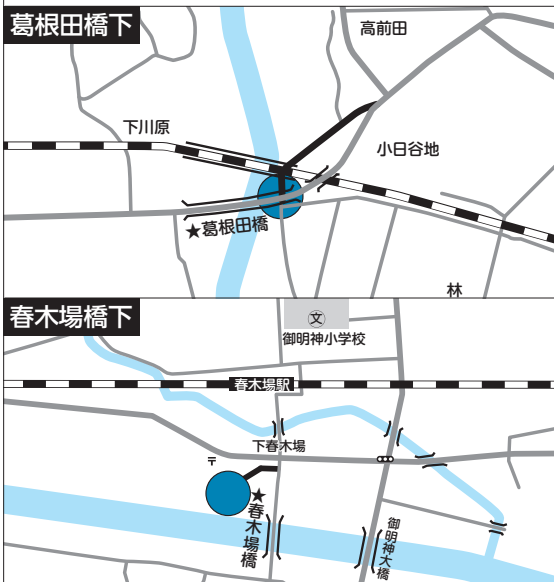 葛根田橋下
高前田
下川原
小日谷地
★葛根田橋
林
春木場橋下
文
御明神小学校
春木場駅
下春木場
〒
★春木場橋
御明神大橋